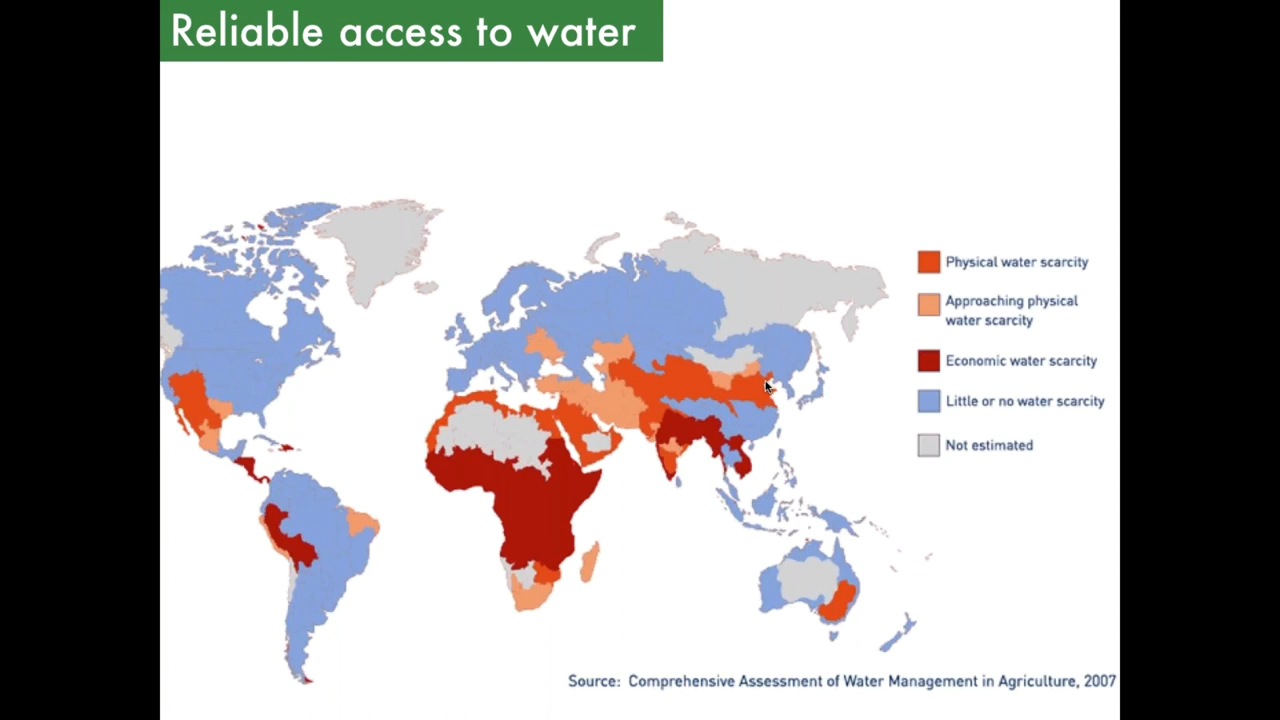 Reliable access to water
Physical water scarcity
Approaching physical
water scarcity
Economic water scarcity
Little or no water scarcity
Not estimated
Source: Comprehensive Assessment of Water Management in Agriculture, 2007